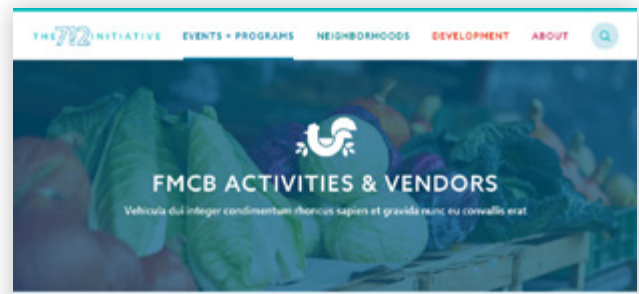 THE 712 INITIATIVE EVENTS + PROGRAMS NEIGHBORHOODS DEVELOPMENT ABOUT
FMCB ACTIVITIES & VENDORS
Vehicula dui integer condimentum rhoncus sapien et gravida nunc eu convallis erat